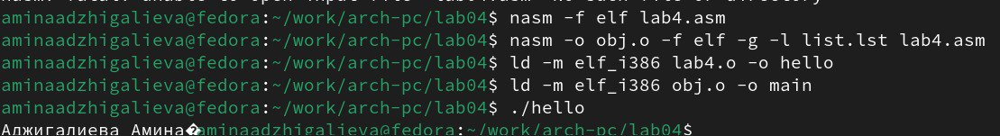 aminaadzhigalieva@fedora:~/work/arch-pc/lab04$ nasm -f elf lab4.asm
aminaadzhigalieva@fedora:~/work/arch-pc/lab04$ nasm -o obj.o -f elf -g -l list.lst lab4.asm
aminaadzhigalieva@fedora:~/work/arch-pc/lab04$ ld -m elf_i386 lab4.o -o hello
aminaadzhigalieva@fedora:~/work/arch-pc/lab04$ ld -m elf_i386 obj.o -o main
aminaadzhigalieva@fedora:~/work/arch-pc/lab04$ ./hello
Аджигалиева Амина�aminaadzhigalieva@fedora:~/work/arch-pc/lab04$